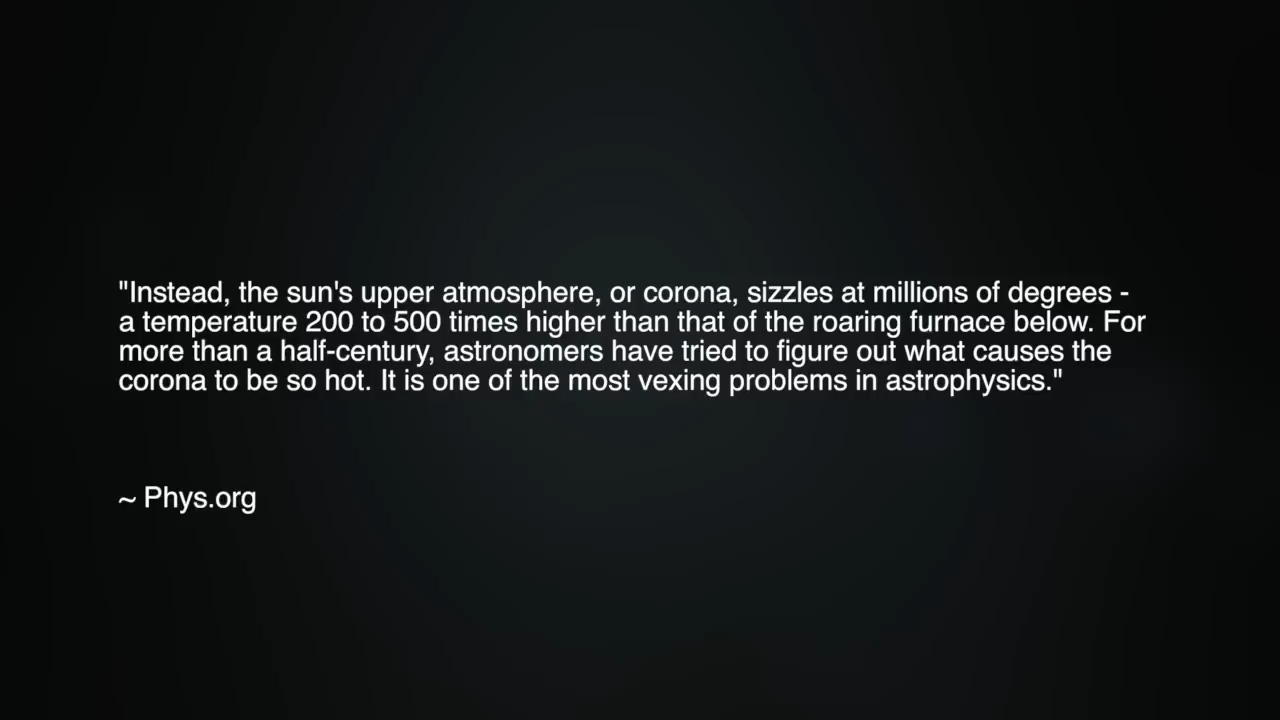 "Instead, the sun's upper atmosphere, or corona, sizzles at millions of degrees -
a temperature 200 to 500 times higher than that of the roaring furnace below. For
more than a half-century, astronomers have tried to figure out what causes the
corona to be so hot. It is one of the most vexing problems in astrophysics."
~ Phys.org